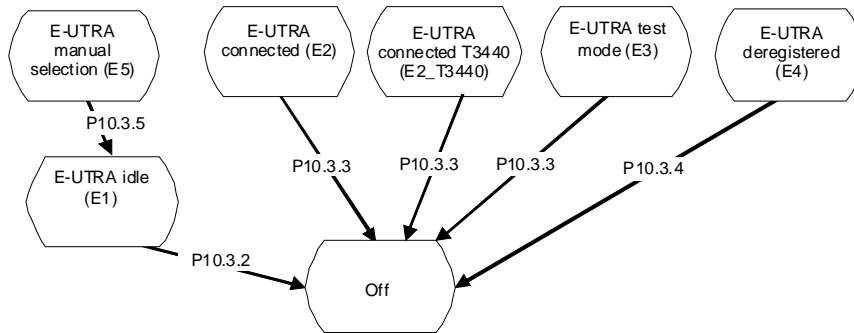 E-UTRA
manual
selection (E5)
E-UTRA
connected (E2)
E-UTRA
connected T3440
(E2_T3440)
E-UTRA test
mode (E3)
E-UTRA
deregistered
(E4)
P10.3.5
P10.3.3
P10.3.3
P10.3.3
P10.3.4
E-UTRA idle
(E1)
P10.3.2
Off